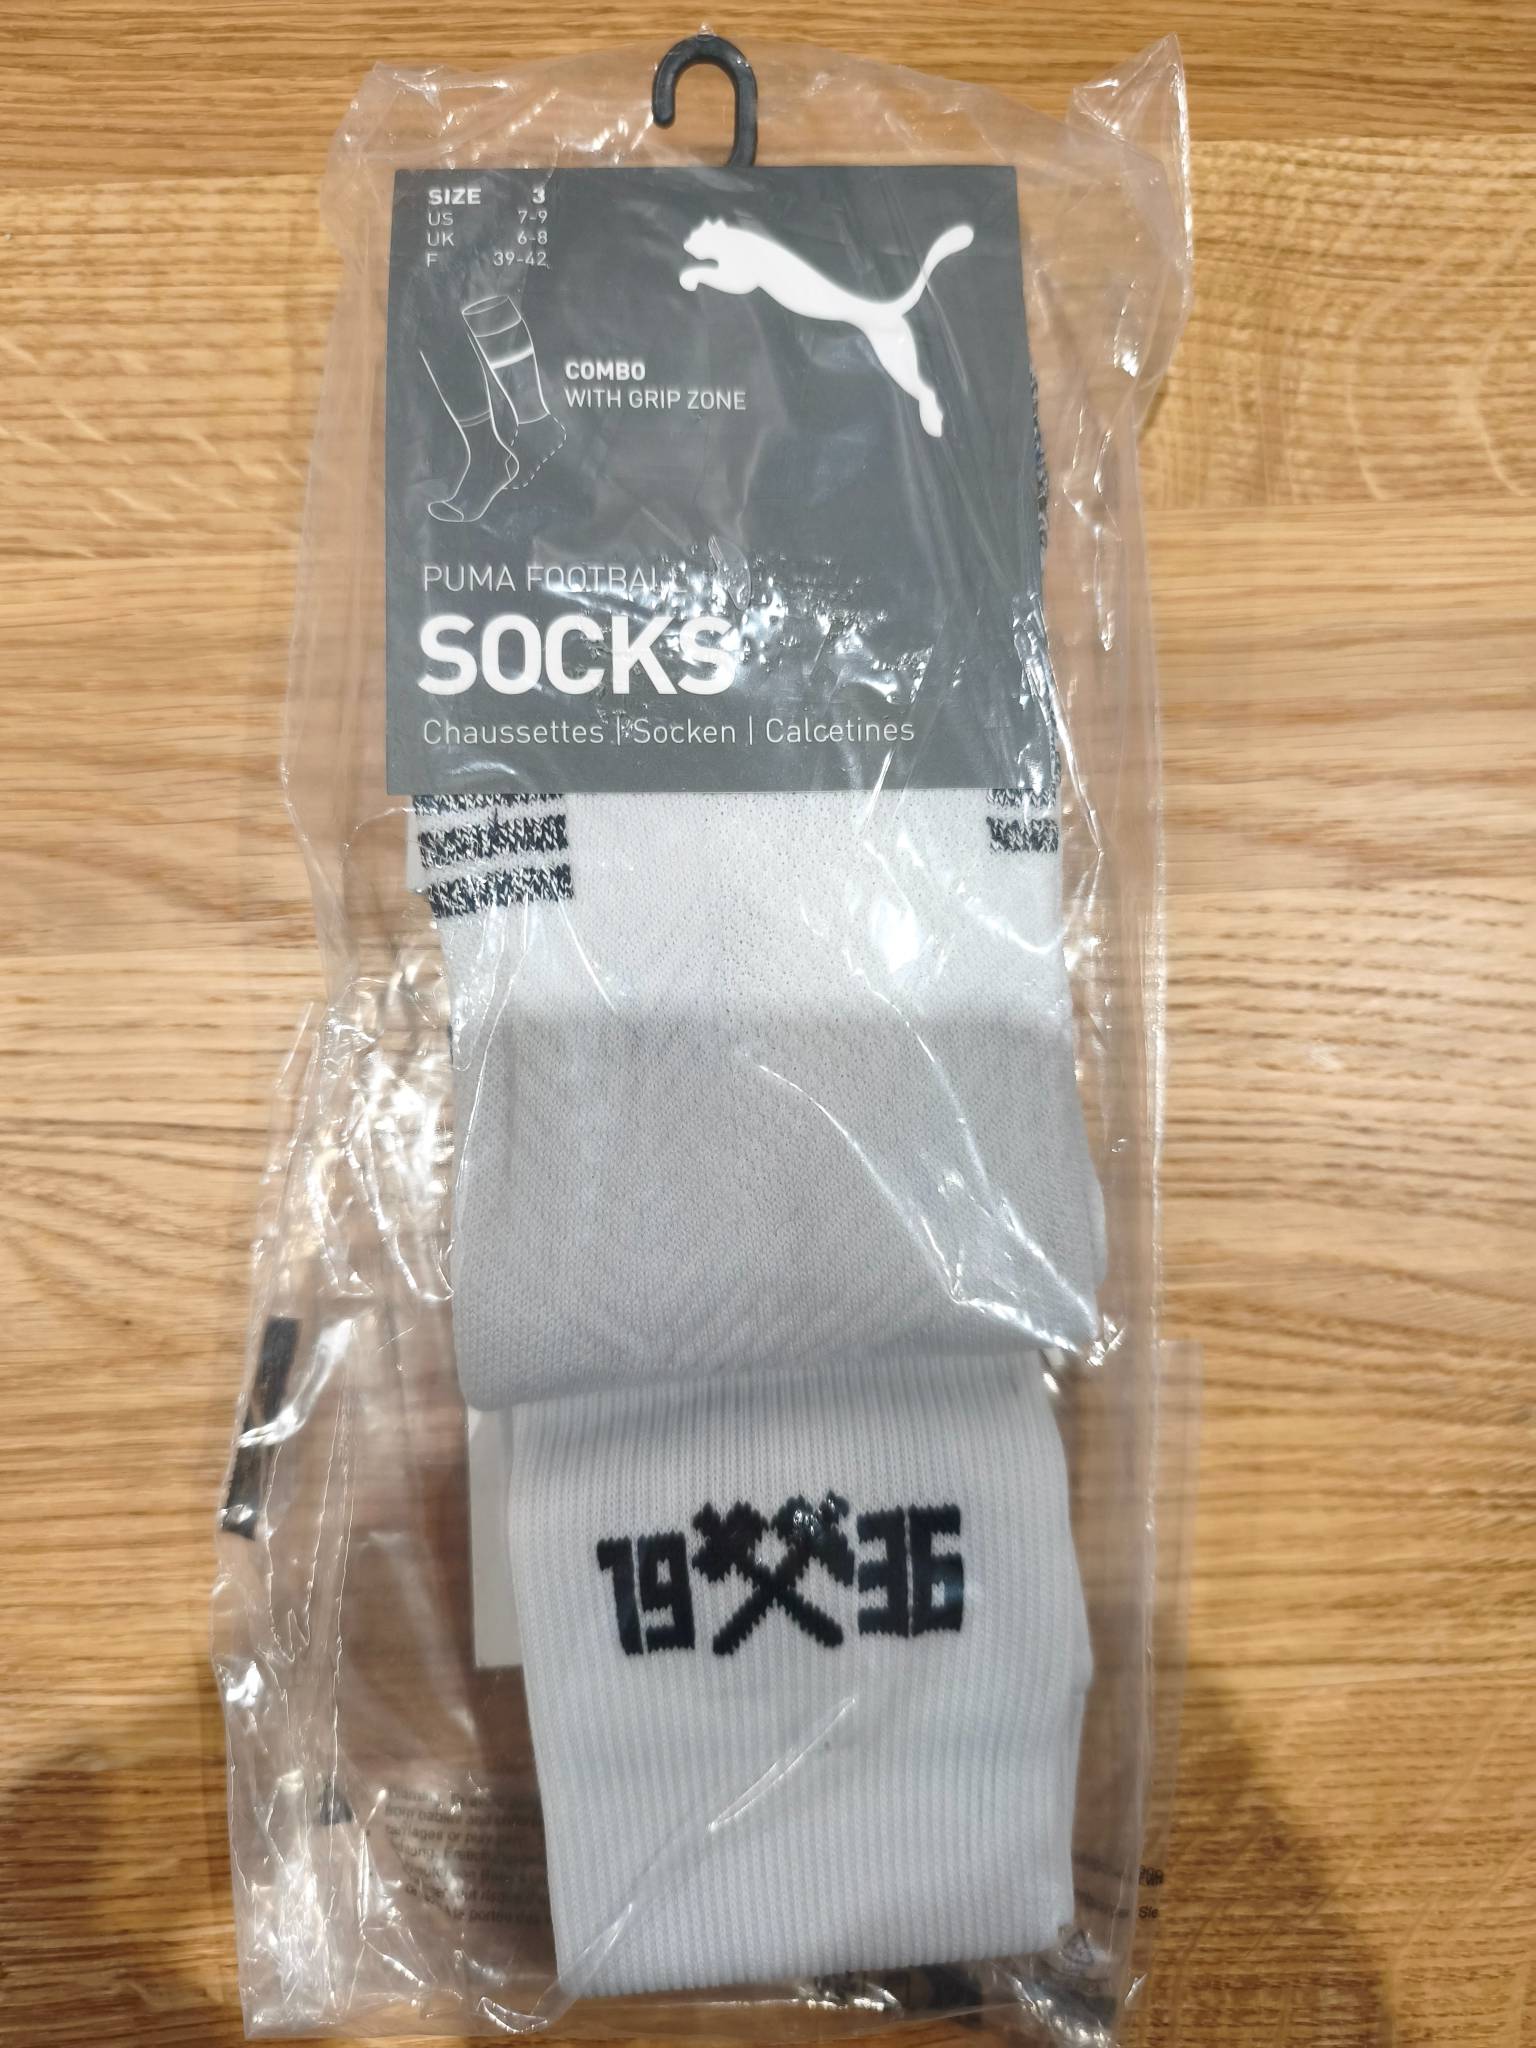 SIZE 3
US 7-9
UK 6-8
F 39-42
COMBO
WITH GRIP ZONE
PUMA FOOTBALL
SOCKS
Chaussettes | Socken | Calcetines
19 36